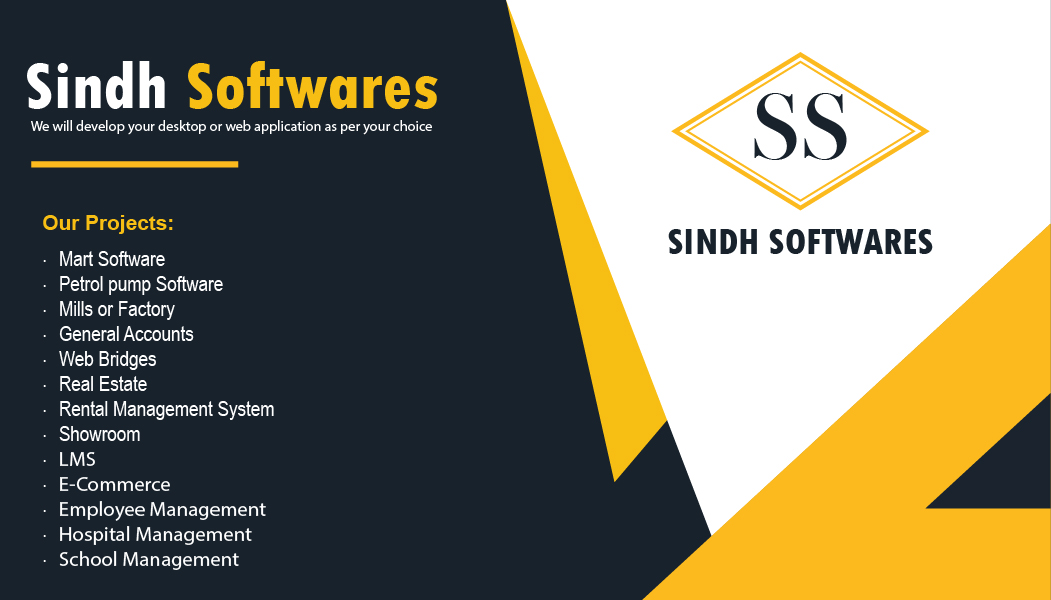 Sindh Softwares
We will develop your desktop or web application as per your choice
Our Projects:
· Mart Software
· Petrol pump Software
· Mills or Factory
· General Accounts
· Web Bridges
· Real Estate
· Rental Management System
· Showroom
· LMS
· E-Commerce
· Employee Management
· Hospital Management
· School Management
SS
SINDH SOFTWARES